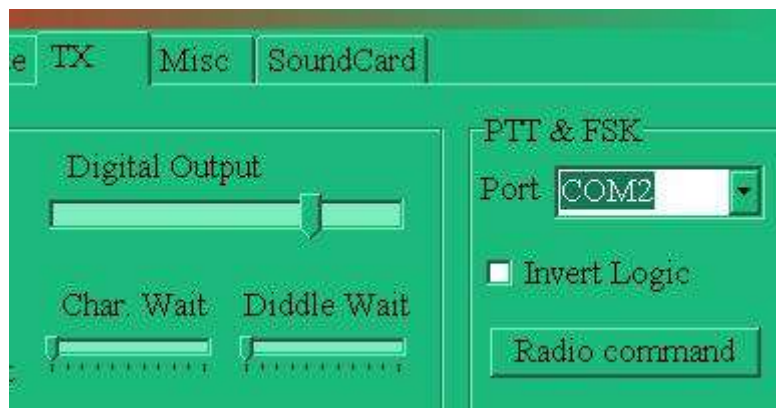 TX Misc SoundCard
Digital Output
Char. Wait Diddle Wait
PTT & FSK
Port COM2
Invert Logic
Radio command